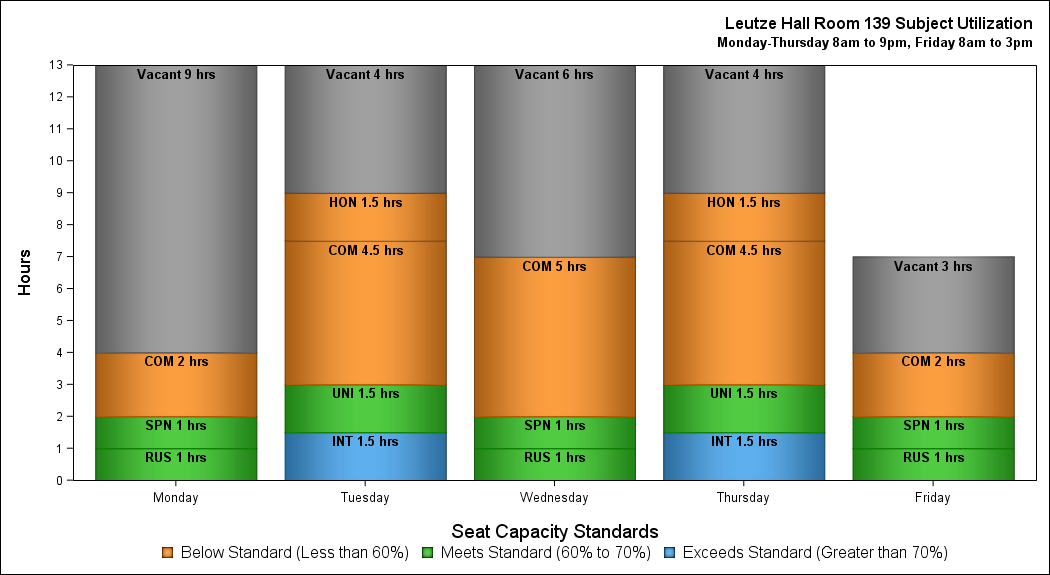 Leutze Hall Room 139 Subject Utilization
Monday-Thursday 8am to 9pm, Friday 8am to 3pm
Hours
13
12
11
10
9
8
7
6
5
4
3
2
1
0
Vacant 9 hrs
COM 2 hrs
SPN 1 hrs
RUS 1 hrs
Vacant 4 hrs
HON 1.5 hrs
COM 4.5 hrs
UNI 1.5 hrs
INT 1.5 hrs
Vacant 6 hrs
COM 5 hrs
SPN 1 hrs
RUS 1 hrs
Vacant 4 hrs
HON 1.5 hrs
COM 4.5 hrs
UNI 1.5 hrs
INT 1.5 hrs
Vacant 3 hrs
COM 2 hrs
SPN 1 hrs
RUS 1 hrs
Monday Tuesday Wednesday Thursday Friday
Seat Capacity Standards
Below Standard (Less than 60%) Meets Standard (60% to 70%) Exceeds Standard (Greater than 70%)